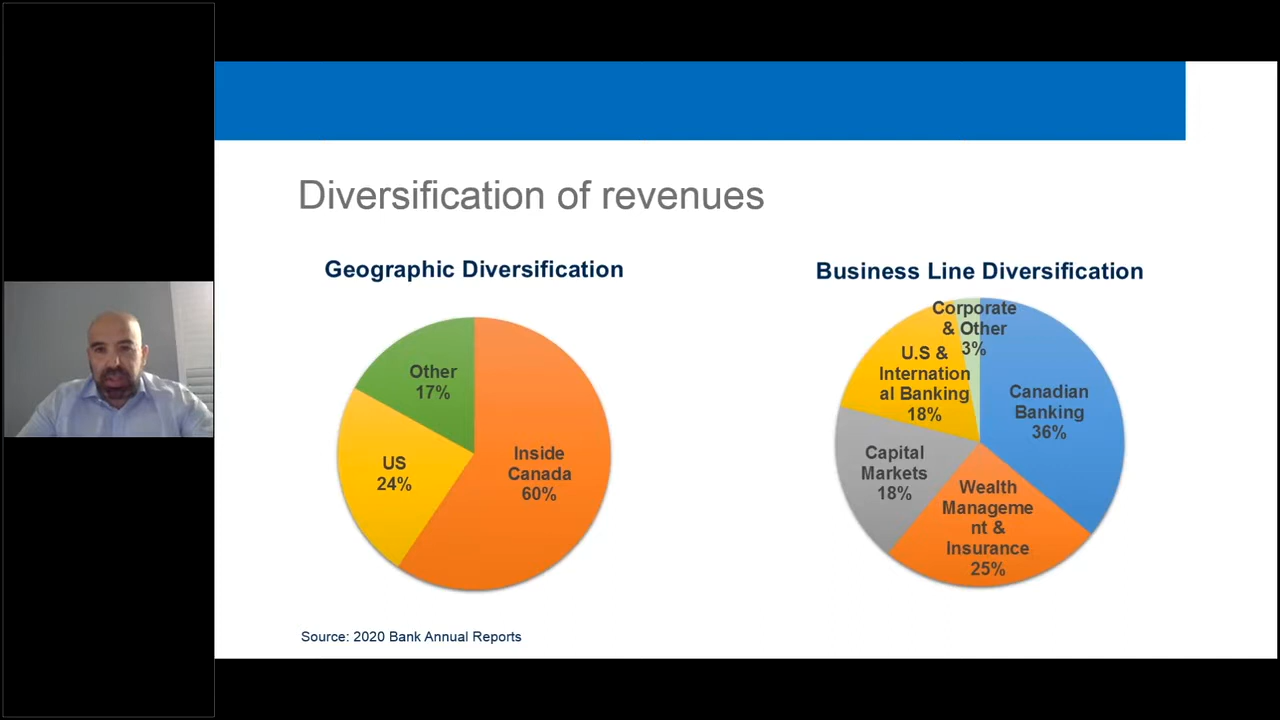 Diversification of revenues
Geographic Diversification
Other
17%
US
24%
Inside
Canada
60%
Business Line Diversification
Corporate
& Other
3%
U.S &
Internation
al Banking
18%
Canadian
Banking
36%
Capital
Markets
18%
Wealth
Manageme
nt &
Insurance
25%
Source: 2020 Bank Annual Reports